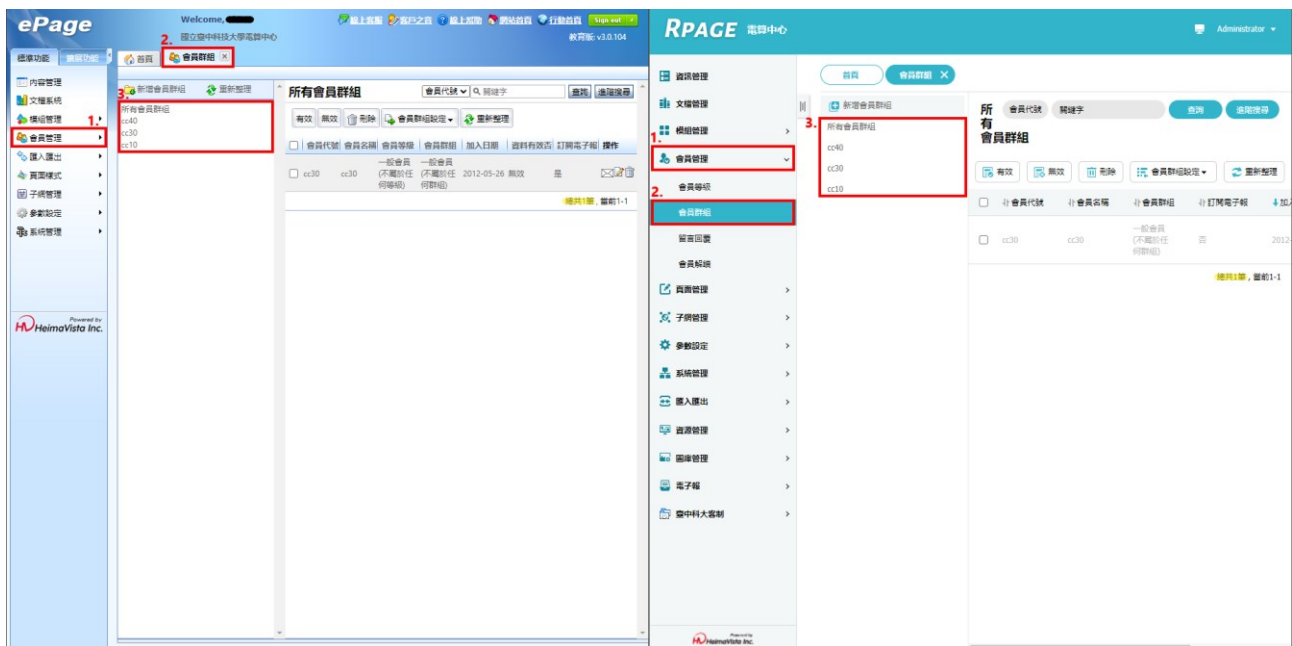 ePage
Welcome,
國立臺中科技大學電算中心
線上客服 客戶之音 線上求助 網站首頁 行動首頁 Sign out
教育版: v3.0.104
標準功能 進階功能
2.
首頁 會員群組
內容管理
文檔系統
模組管理
1.
會員管理
匯入匯出
頁面樣式
子網管理
參數設定
系統管理
Powered by
HeimaVista Inc.
新增會員群組 重新整理
3.
所有會員群組
cc40
cc30
cc10
所有會員群組 會員代號 關鍵字 查詢 進階搜尋
有效 無效 刪除 會員群組設定 重新整理
會員代號 會員名稱 會員等級 會員群組 加入日期 資料有效否 訂閱電子報 操作
cc30 cc30 一般會員 (不屬於任何等級) 一般會員 (不屬於任何群組) 2012-05-26 無效 是
總共1筆, 當前1-1
RPAGE 電算中心
Administrator
資訊管理
文檔管理
模組管理
1.
會員管理
會員等級
2.
會員群組
留言回覆
會員解鎖
頁面管理
子網管理
參數設定
系統管理
匯入匯出
資源管理
圖庫管理
電子報
臺中科大客制
Powered by
HeimaVista Inc.
首頁 會員群組
新增會員群組
3.
所有會員群組
cc40
cc30
cc10
所有會員群組
會員代號 關鍵字 查詢 進階搜尋
有效 無效 刪除 會員群組設定 重新整理
會員代號 會員名稱 會員群組 訂閱電子報 加入
cc30 cc30 一般會員 (不屬於任何群組) 否 2012-
總共1筆, 當前1-1